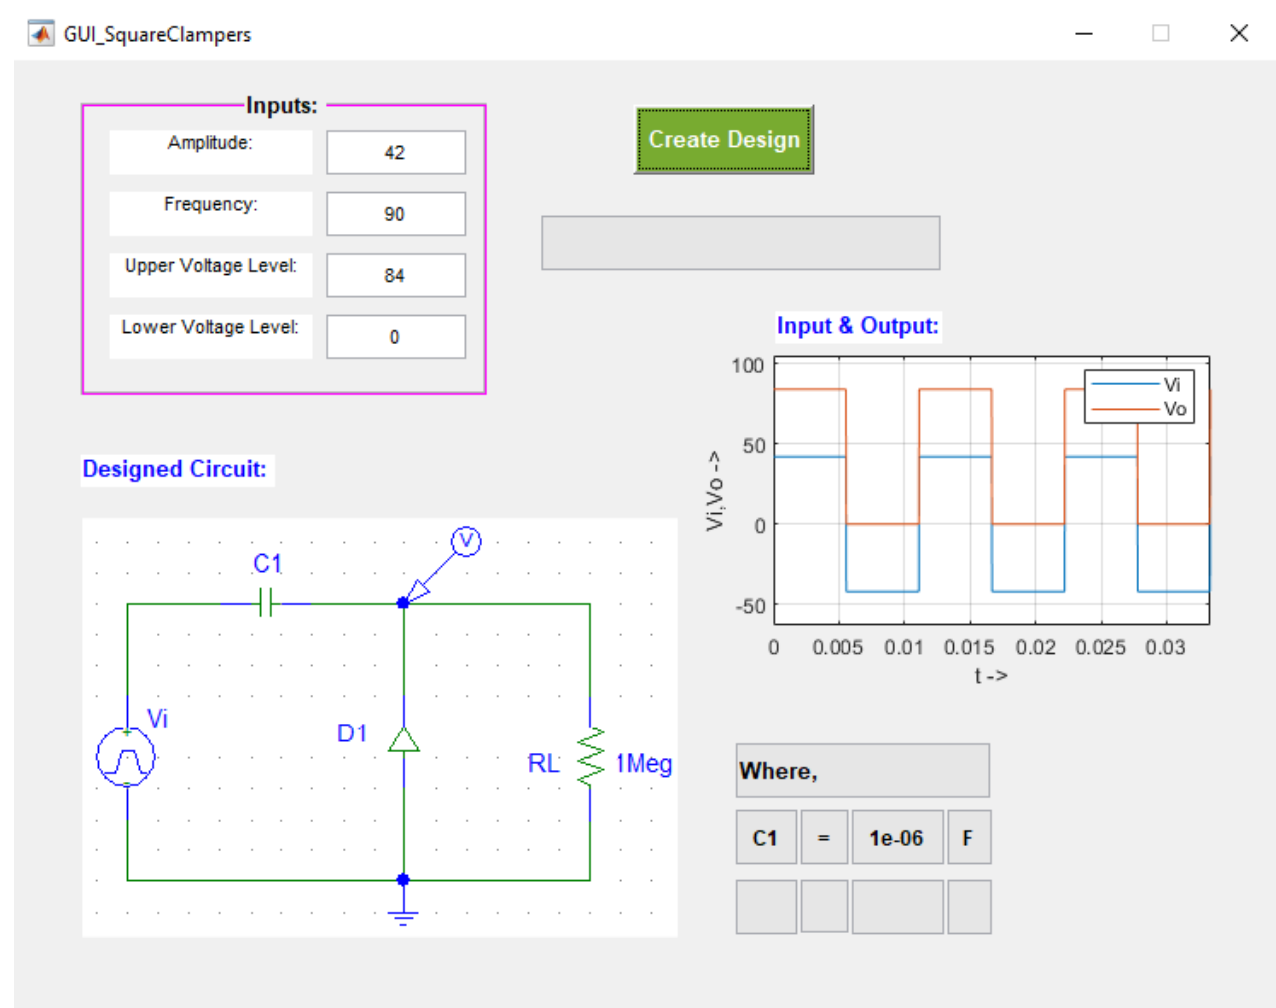 GUI_SquareClampers
Inputs:
Amplitude: 42
Frequency: 90
Upper Voltage Level: 84
Lower Voltage Level: 0
Create Design
Input & Output:
100
50
0
-50
Vi,Vo ->
Vi
Vo
0 0.005 0.01 0.015 0.02 0.025 0.03
t ->
Designed Circuit:
V
C1
Vi
D1
RL 1Meg
Where,
C1 = 1e-06 F